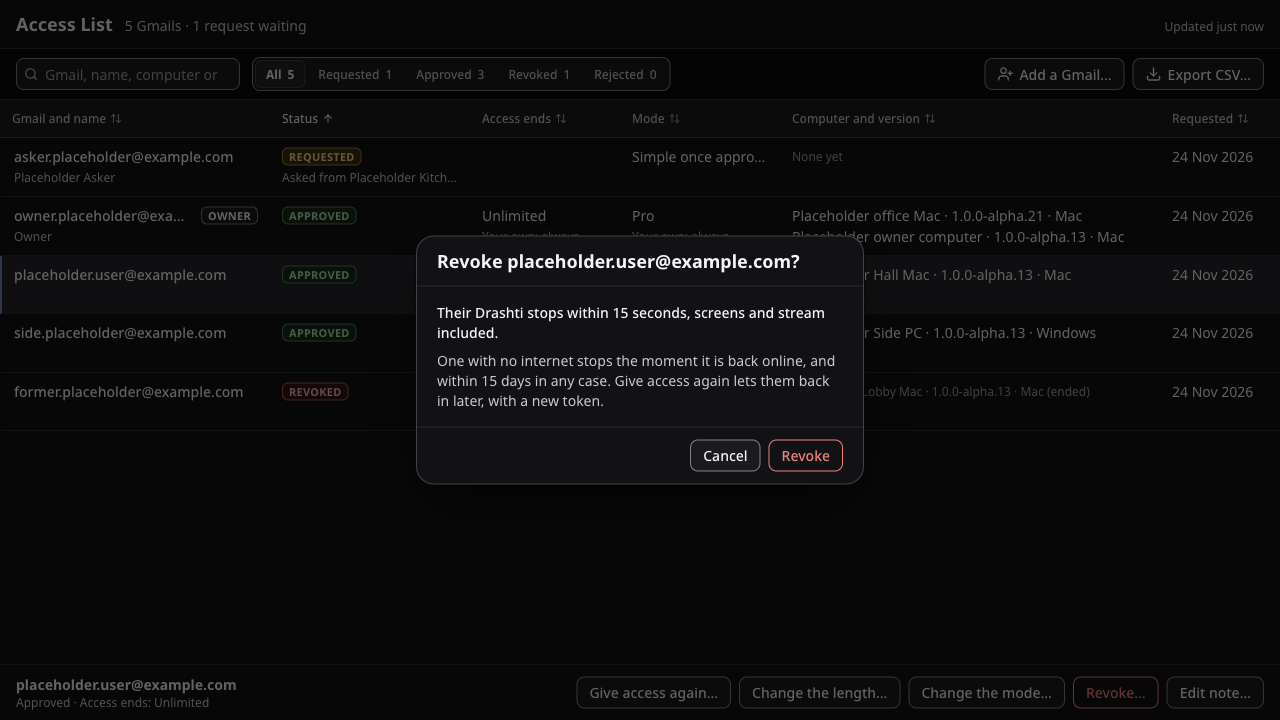 Access List 5 Gmails · 1 request waiting Updated just now
Gmail, name, computer or
All 5 Requested 1 Approved 3 Revoked 1 Rejected 0
Add a Gmail... Export CSV...
Gmail and name Status Access ends Mode Computer and version Requested
asker.placeholder@example.com REQUESTED Simple once appro... None yet 24 Nov 2026
Placeholder Asker Asked from Placeholder Kitch...
owner.placeholder@exa... OWNER APPROVED Unlimited Pro Placeholder office Mac · 1.0.0-alpha.21 · Mac 24 Nov 2026
Owner Placeholder owner computer · 1.0.0-alpha.13 · Mac
placeholder.user@example.com APPROVED Hall Mac · 1.0.0-alpha.13 · Mac 24 Nov 2026
side.placeholder@example.com APPROVED Side PC · 1.0.0-alpha.13 · Windows 24 Nov 2026
former.placeholder@example.com REVOKED Lobby Mac · 1.0.0-alpha.13 · Mac (ended) 24 Nov 2026
Revoke placeholder.user@example.com?
Their Drashti stops within 15 seconds, screens and stream
included.
One with no internet stops the moment it is back online, and
within 15 days in any case. Give access again lets them back
in later, with a new token.
Cancel Revoke
placeholder.user@example.com
Approved · Access ends: Unlimited
Give access again... Change the length... Change the mode... Revoke... Edit note...